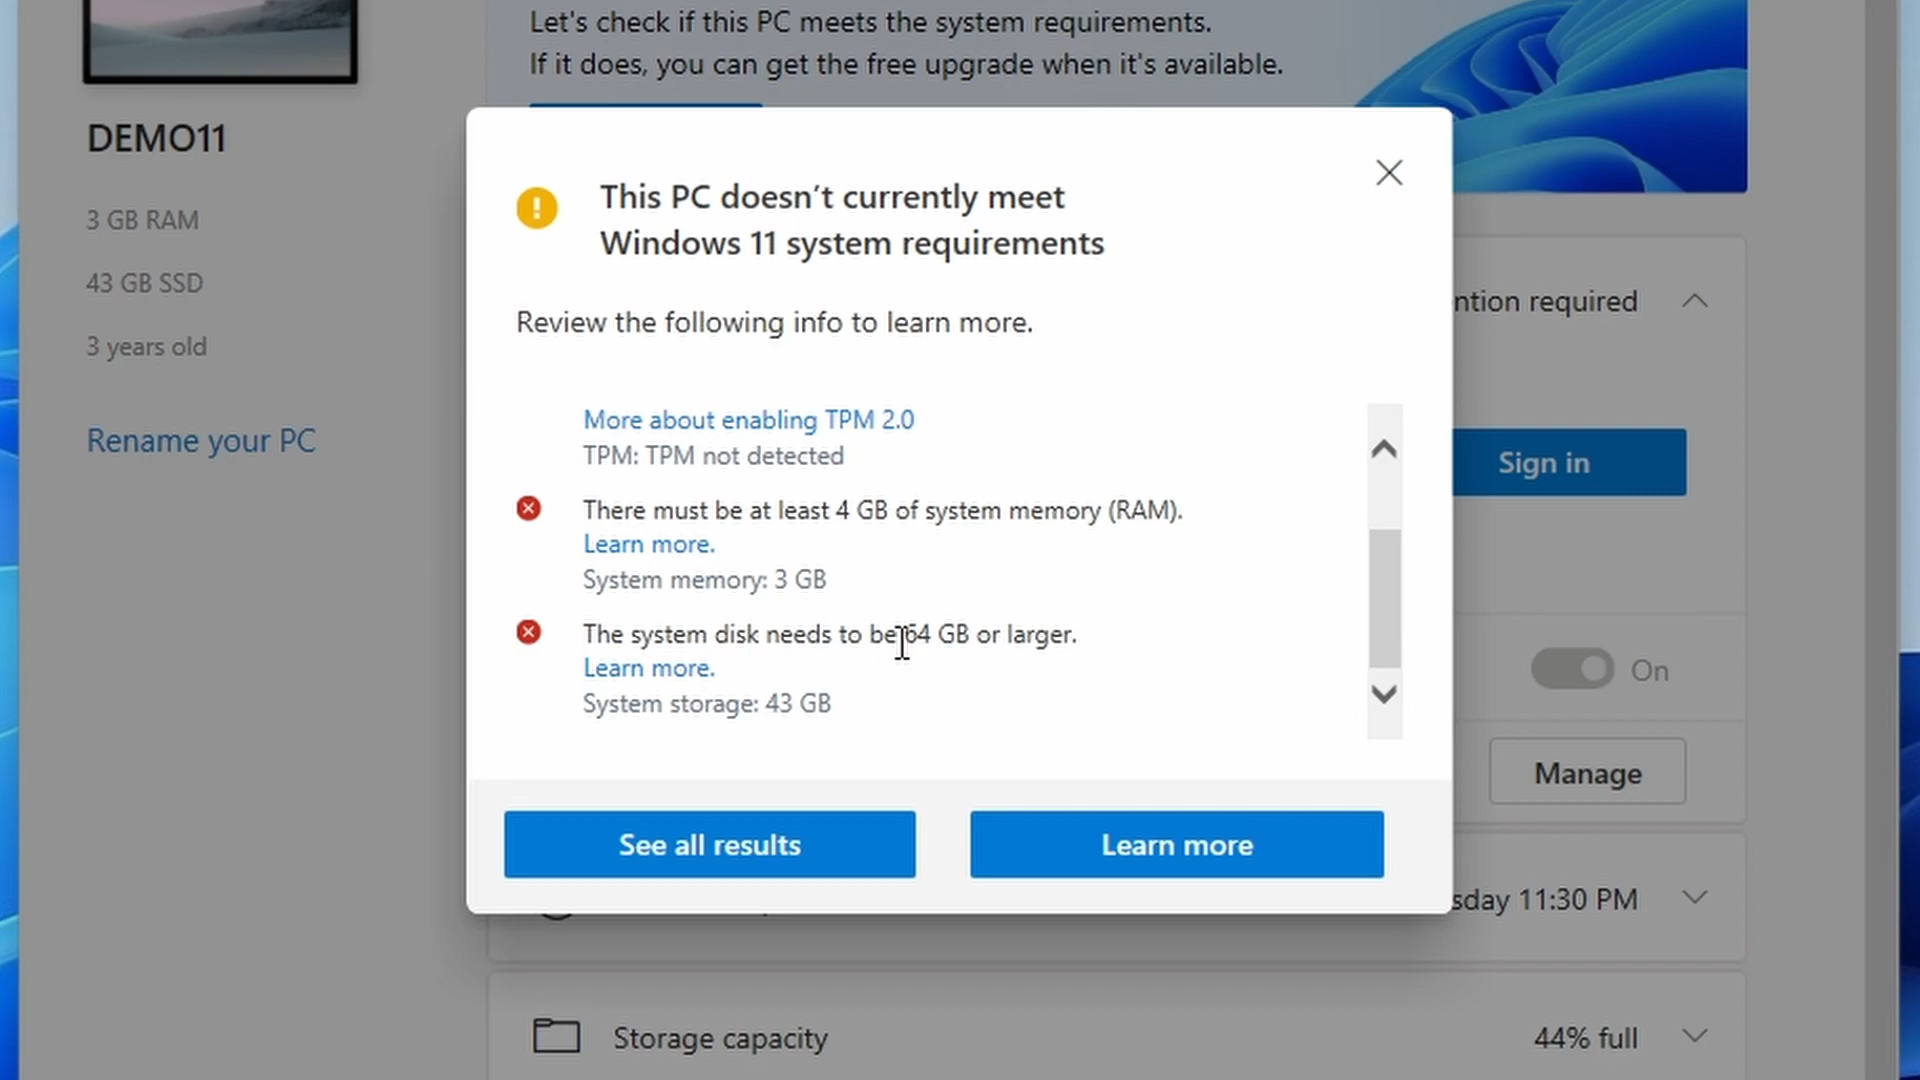 Let's check if this PC meets the system requirements.
If it does, you can get the free upgrade when it's available.
DEMO11
3 GB RAM
43 GB SSD
3 years old
Rename your PC
This PC doesn’t currently meet
Windows 11 system requirements
Review the following info to learn more.
More about enabling TPM 2.0
TPM: TPM not detected
There must be at least 4 GB of system memory (RAM).
Learn more.
System memory: 3 GB
The system disk needs to be 64 GB or larger.
Learn more.
System storage: 43 GB
See all results
Learn more
ntion required
Sign in
On
Manage
sday 11:30 PM
Storage capacity
44% full